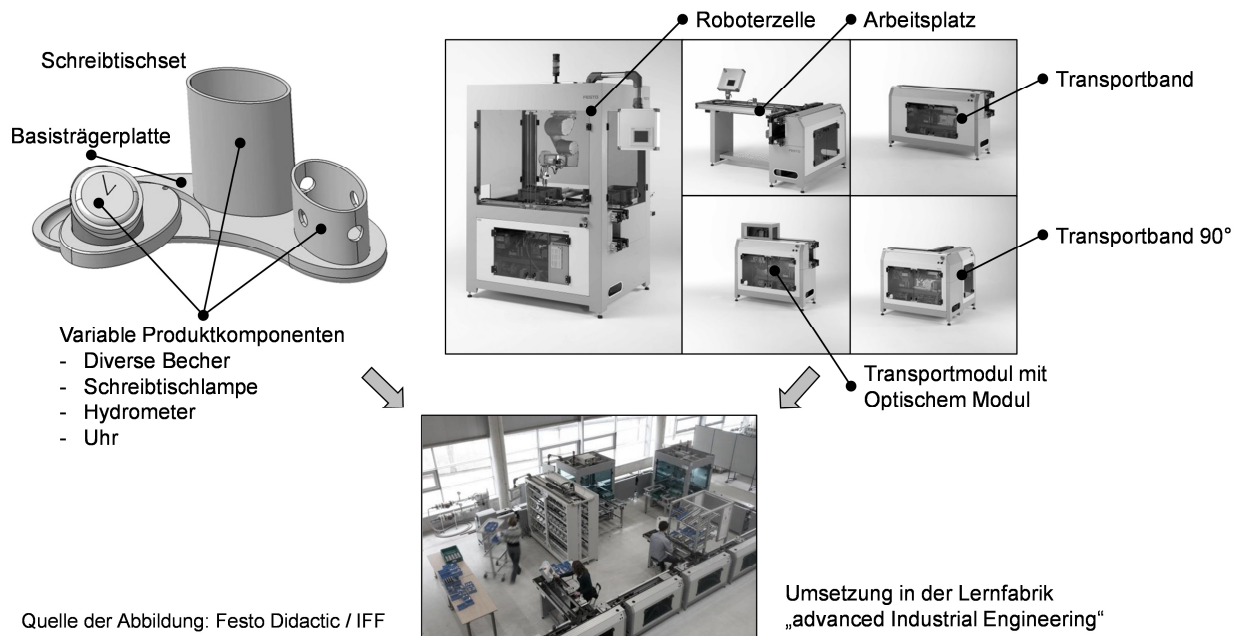 Roboterzelle
Arbeitsplatz
Schreibtischset
Transportband
Basisträgerplatte
Transportband 90°
Variable Produktkomponenten
- Diverse Becher
- Schreibtischlampe
- Hydrometer
- Uhr
Transportmodul mit
Optischem Modul
Umsetzung in der Lernfabrik
„advanced Industrial Engineering“
Quelle der Abbildung: Festo Didactic / IFF